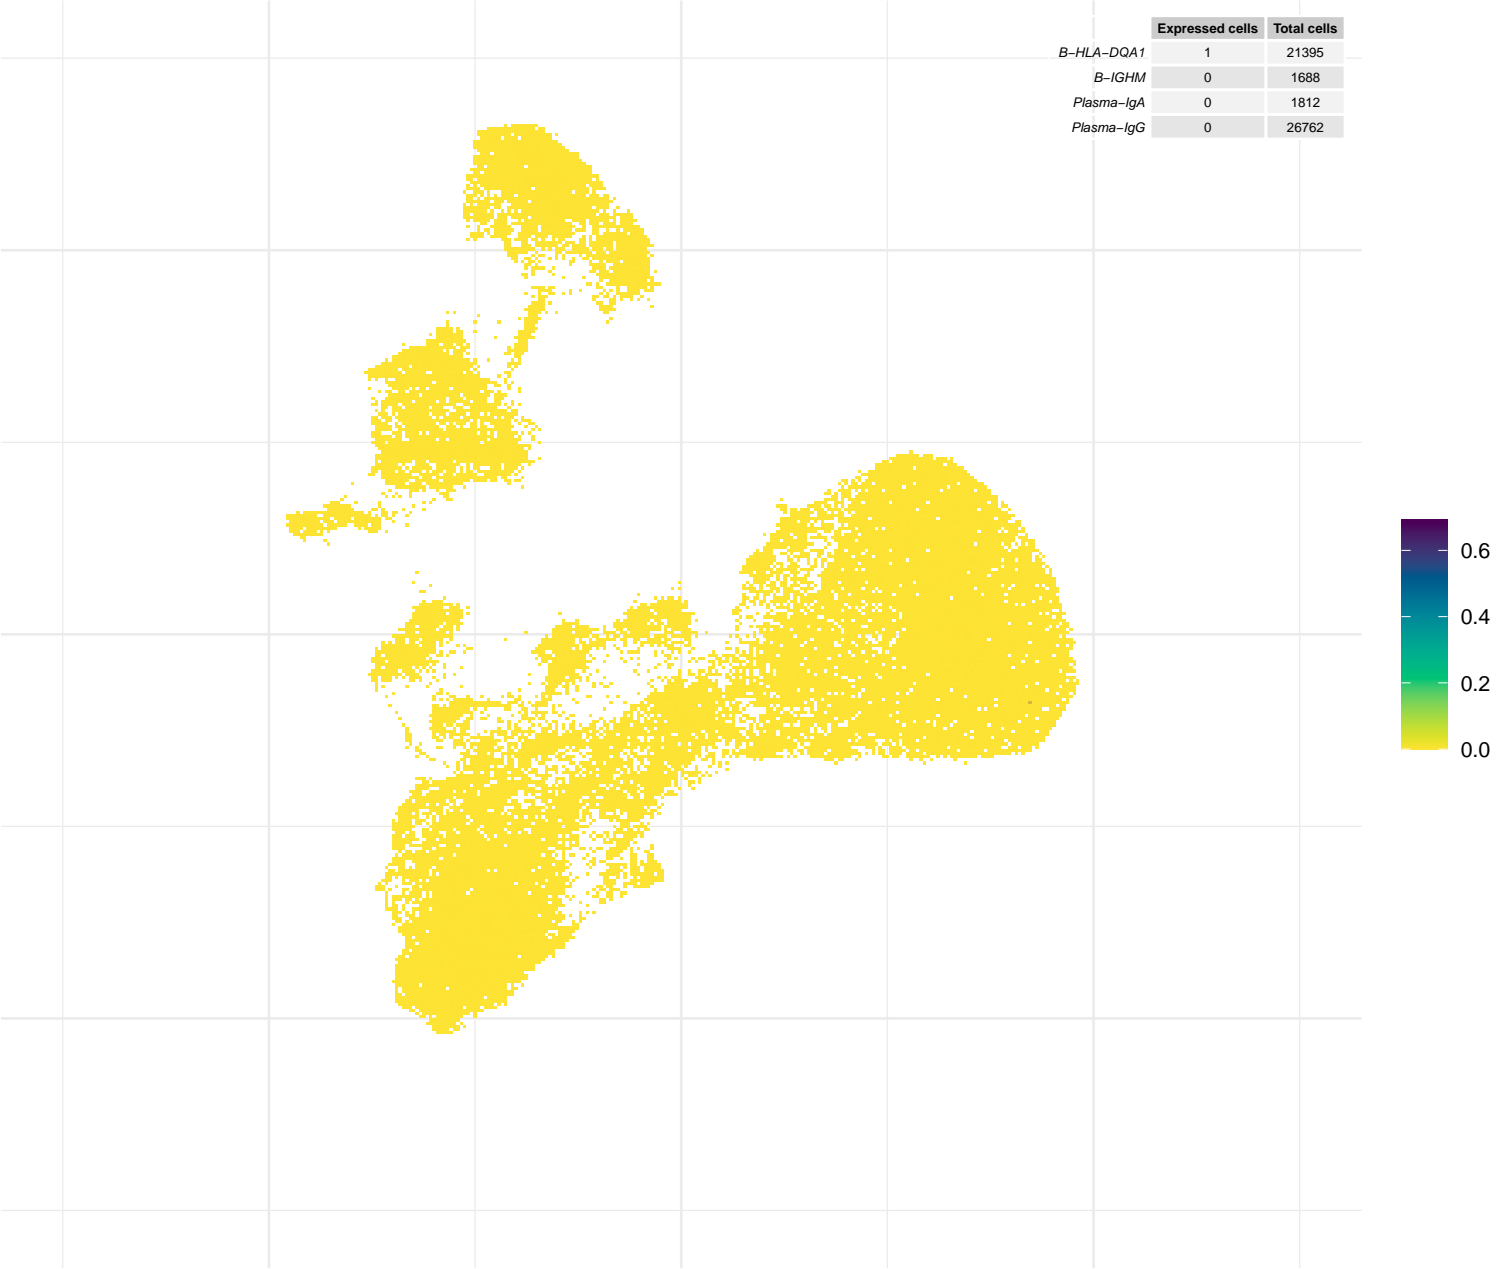 Expressed cells Total cells
B−HLA−DQA1 1 21395
B−IGHM 0 1688
Plasma−IgA 0 1812
Plasma−IgG 0 26762
0.6
0.4
0.2
0.0